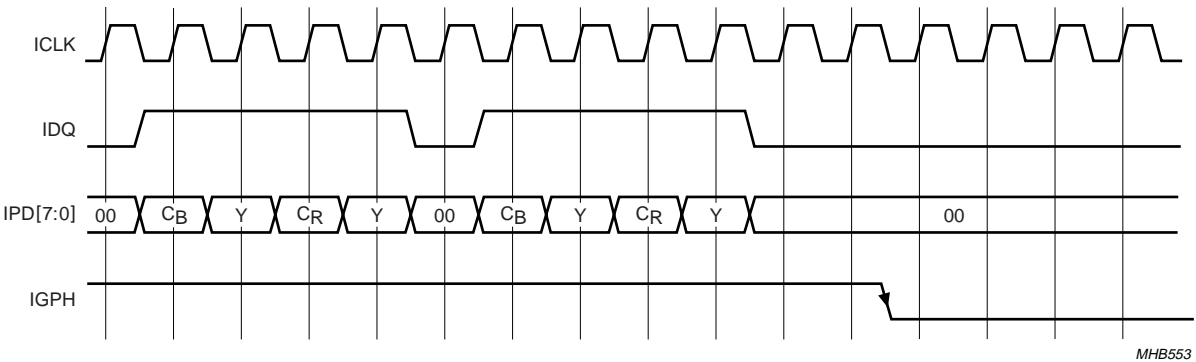 ICLK
IDQ
IPD[7:0] 00 CB Y CR Y 00 CB Y CR Y 00
IGPH
MHB553